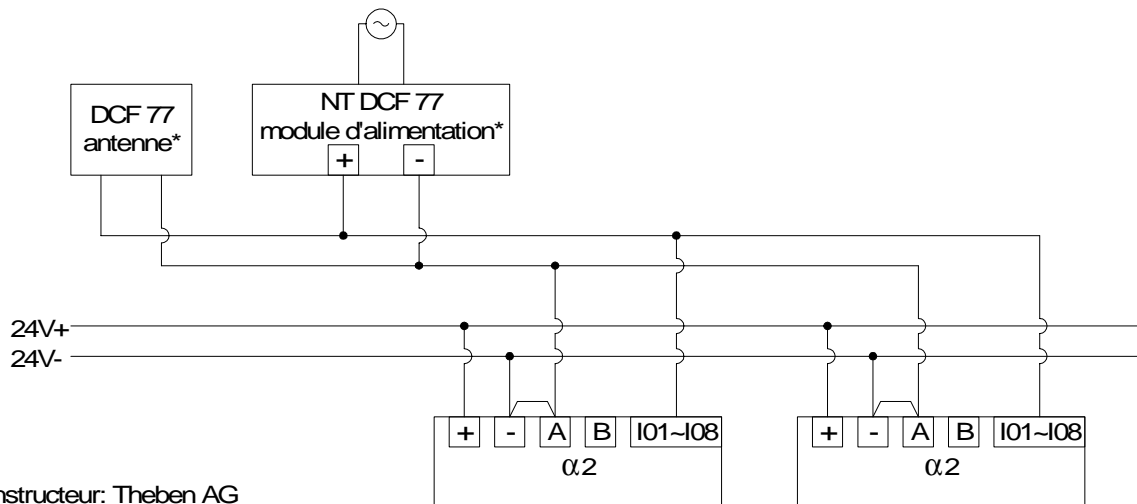 DCF 77
antenne*
NT DCF 77
module d'alimentation*
+ -
24V+
24V-
+ - A B I01~I08
α2
+ - A B I01~I08
α2
nstructeur: Theben AG